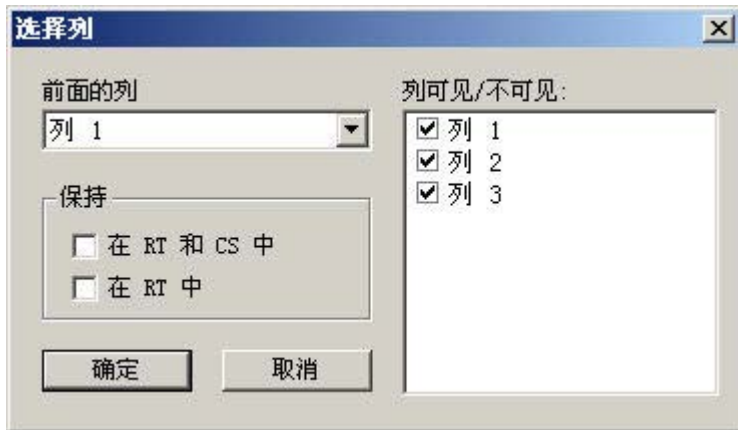 选择列
前面的列
列 1
保持
在 RT 和 CS 中
在 RT 中
确定
取消
列可见/不可见:
列 1
列 2
列 3